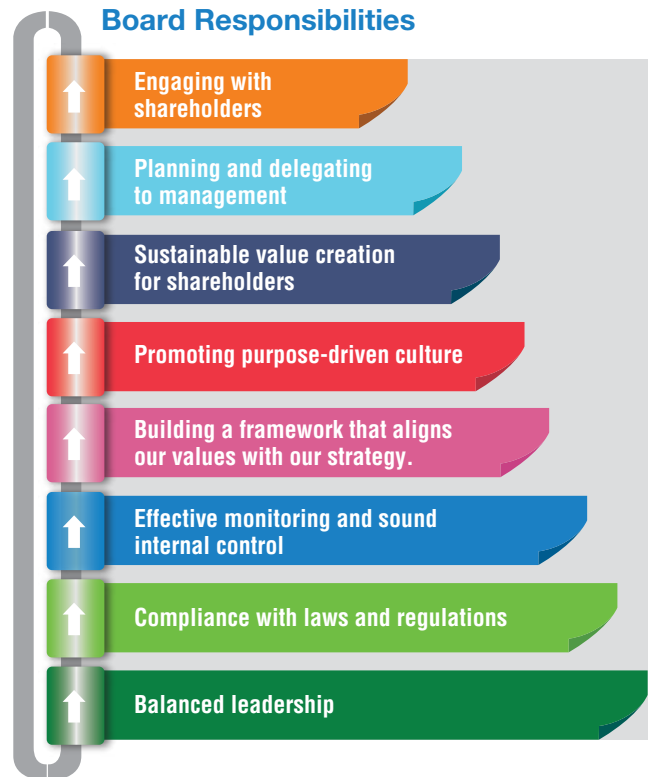 Board Responsibilities
Engaging with
shareholders
Planning and delegating
to management
Sustainable value creation
for shareholders
Promoting purpose-driven culture
Building a framework that aligns
our values with our strategy.
Effective monitoring and sound
internal control
Compliance with laws and regulations
Balanced leadership